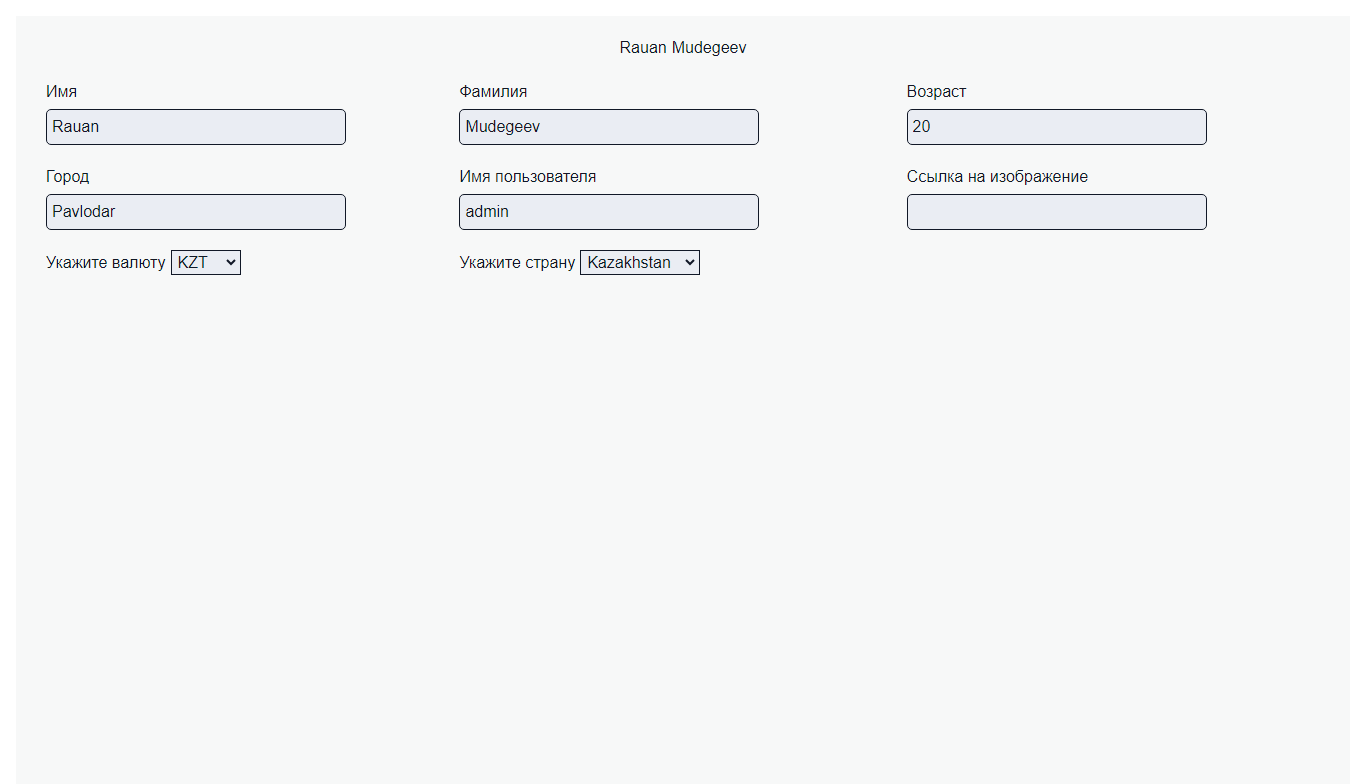 Rauan Mudegeev
Имя Фамилия Возраст
Rauan Mudegeev 20
Город Имя пользователя Ссылка на изображение
Pavlodar admin
Укажите валюту KZT Укажите страну Kazakhstan